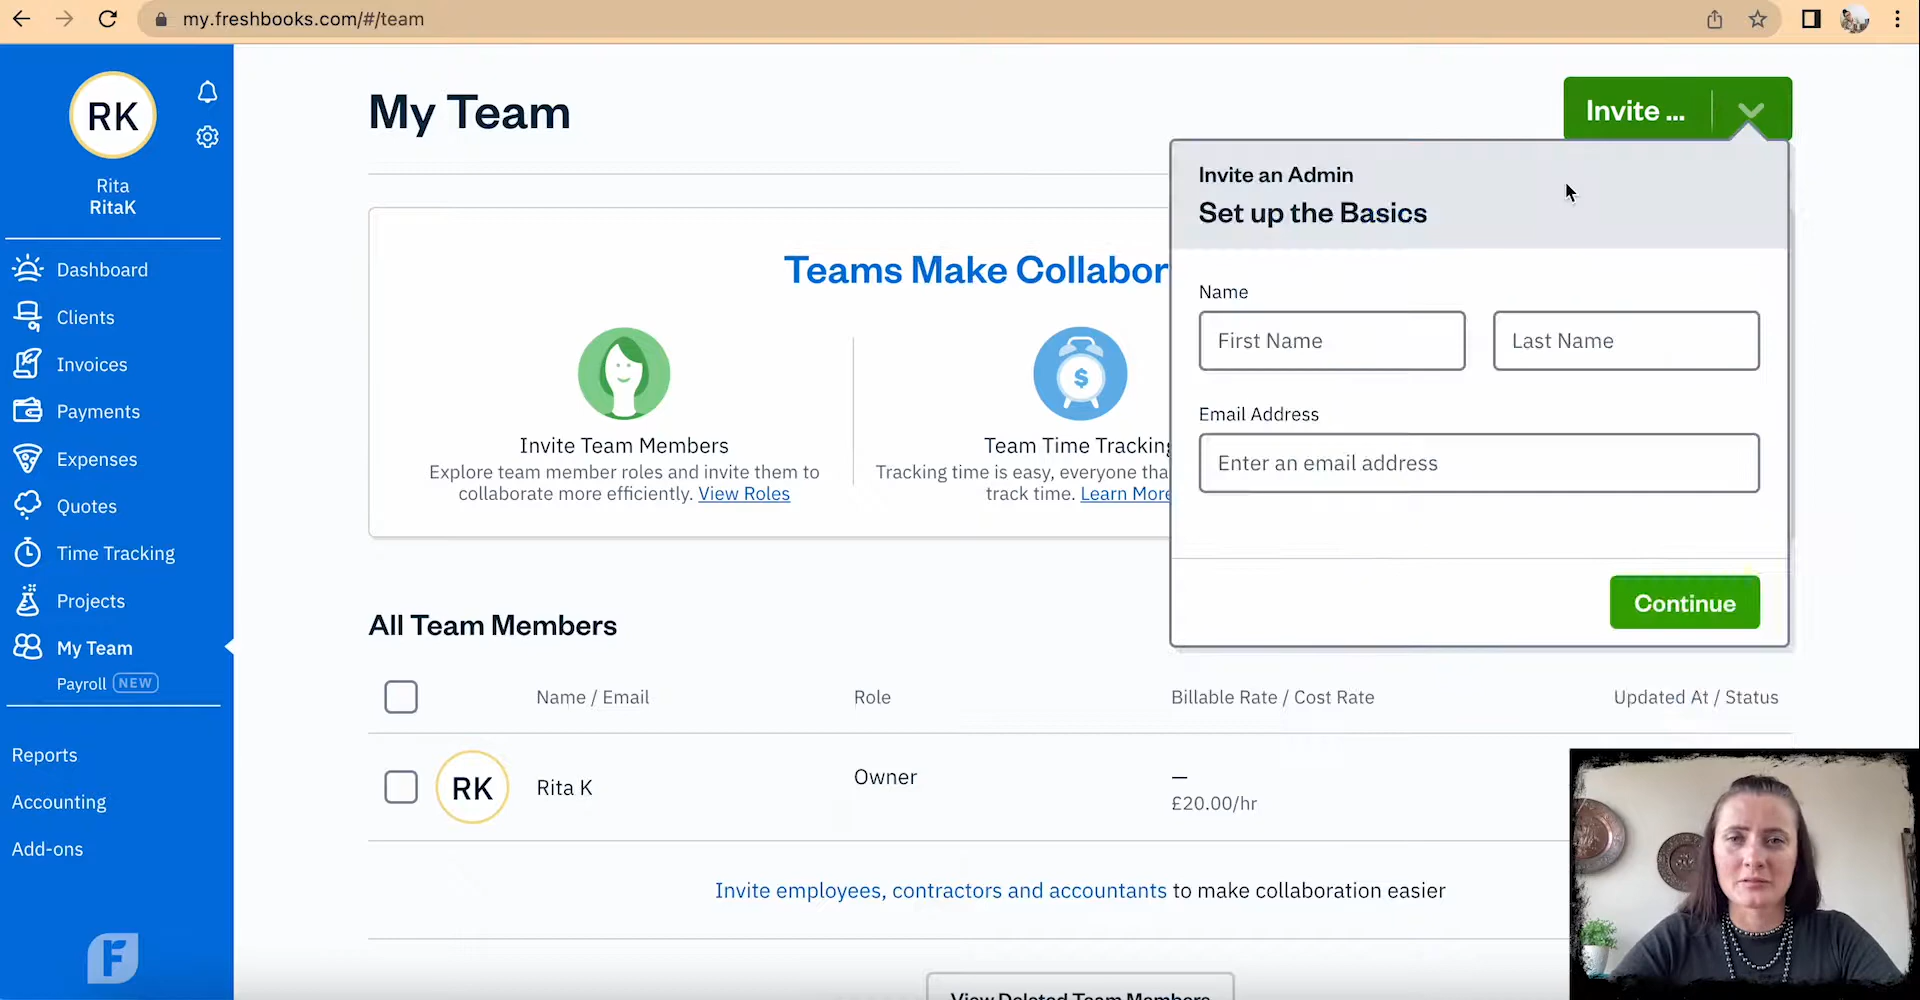 my.freshbooks.com/#/team
RK
Rita
RitaK
Dashboard
Clients
Invoices
Payments
Expenses
Quotes
Time Tracking
Projects
My Team
Payroll NEW
Reports
Accounting
Add-ons
F
My Team
Invite ...
Invite an Admin
Set up the Basics
Name
First Name
Last Name
Email Address
Enter an email address
Continue
Teams Make Collabor
Invite Team Members
Explore team member roles and invite them to
collaborate more efficiently. View Roles
Team Time Tracking
Tracking time is easy, everyone tha
track time. Learn More
All Team Members
Name / Email
Role
Billable Rate / Cost Rate
Updated At / Status
RK
Rita K
Owner
—
£20.00/hr
Invite employees, contractors and accountants to make collaboration easier
View Deleted Team Members